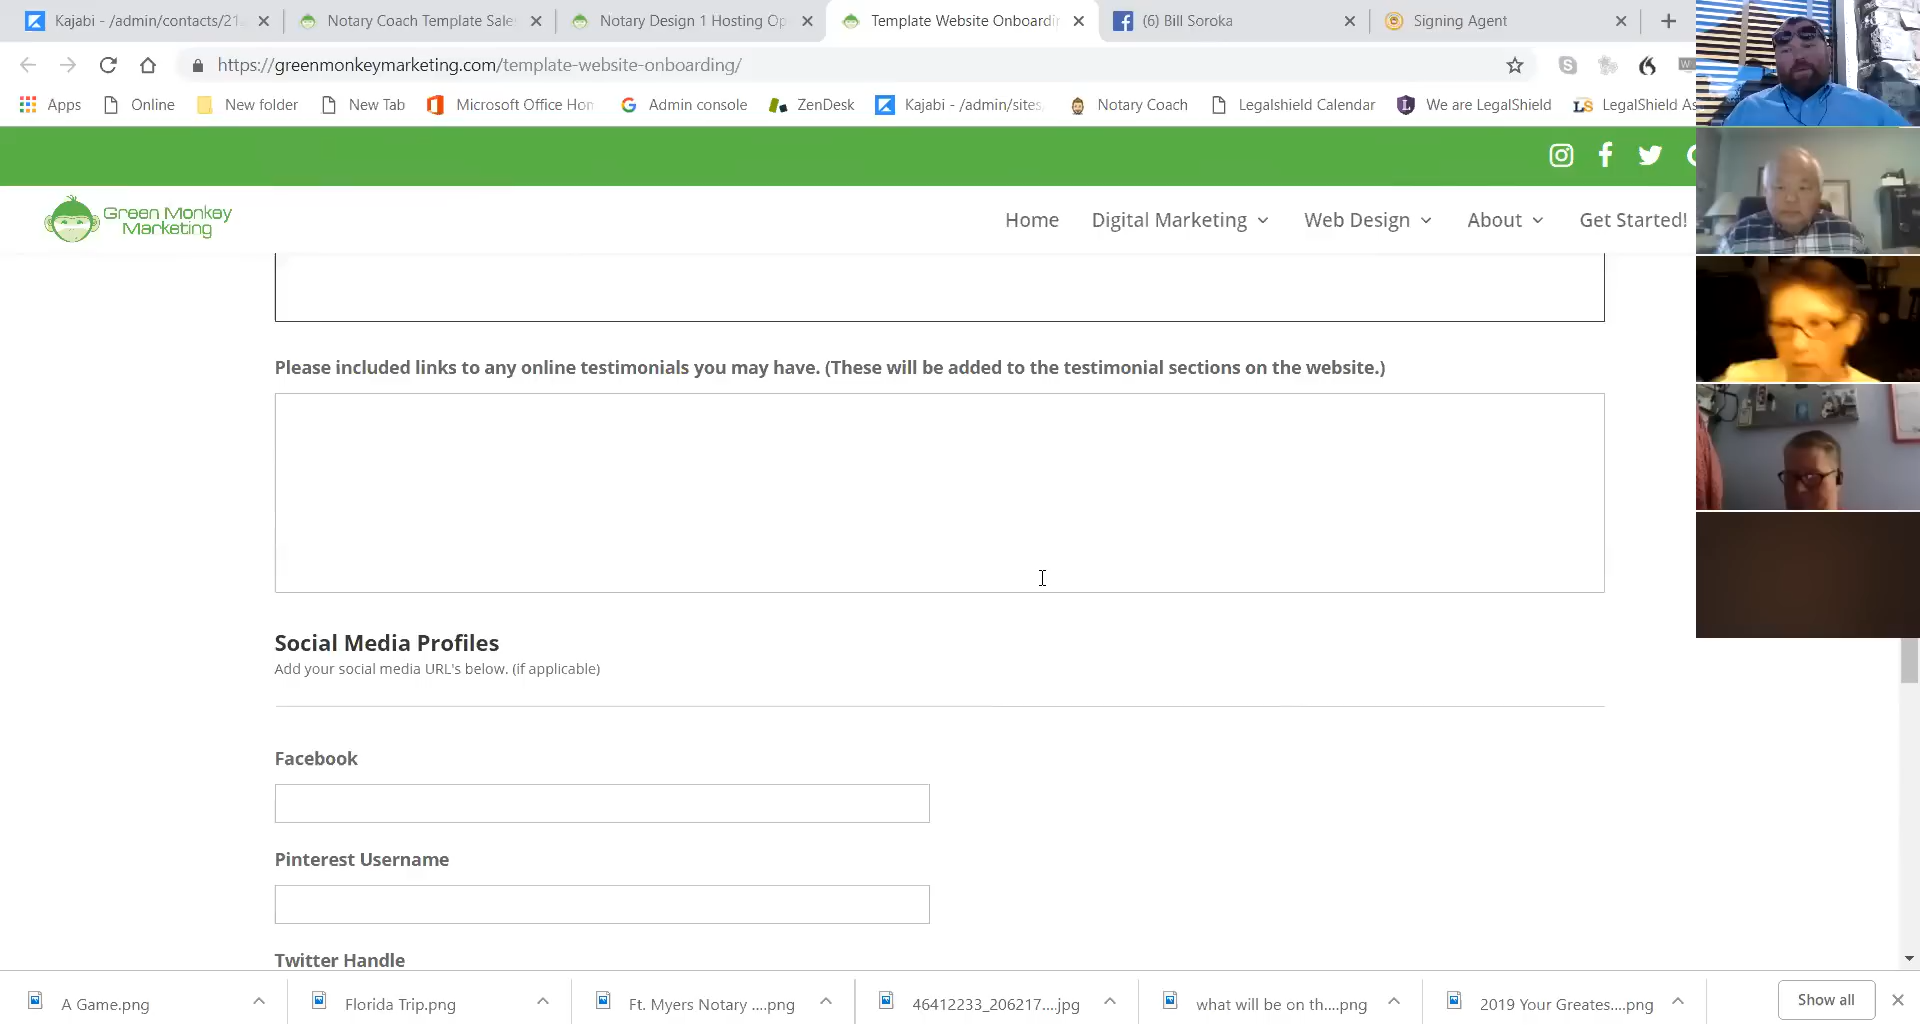 Kajabi - /admin/contacts/21
Notary Coach Template Sale
Notary Design 1 Hosting Op
Template Website Onboardin
(6) Bill Soroka
Signing Agent
https://greenmonkeymarketing.com/template-website-onboarding/
Apps
Online
New folder
New Tab
Microsoft Office Hom
Admin console
ZenDesk
Kajabi - /admin/sites
Notary Coach
Legalshield Calendar
We are LegalShield
LegalShield As
Green Monkey
Marketing
Home
Digital Marketing
Web Design
About
Get Started!
Please included links to any online testimonials you may have. (These will be added to the testimonial sections on the website.)
Social Media Profiles
Add your social media URL's below. (if applicable)
Facebook
Pinterest Username
Twitter Handle
A Game.png
Florida Trip.png
Ft. Myers Notary ....png
46412233_206217....jpg
what will be on th....png
2019 Your Greates....png
Show all